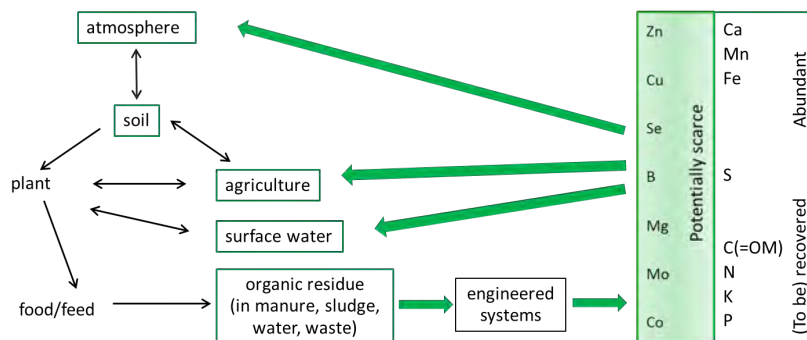 atmosphere
soil
plant
agriculture
surface water
food/feed
organic residue
(in manure, sludge,
water, waste)
engineered
systems
Zn
Cu
Se
B
Mg
Mo
Co
Potentially scarce
Ca
Mn
Fe
S
C(=OM)
N
K
P
Abundant
(To be) recovered